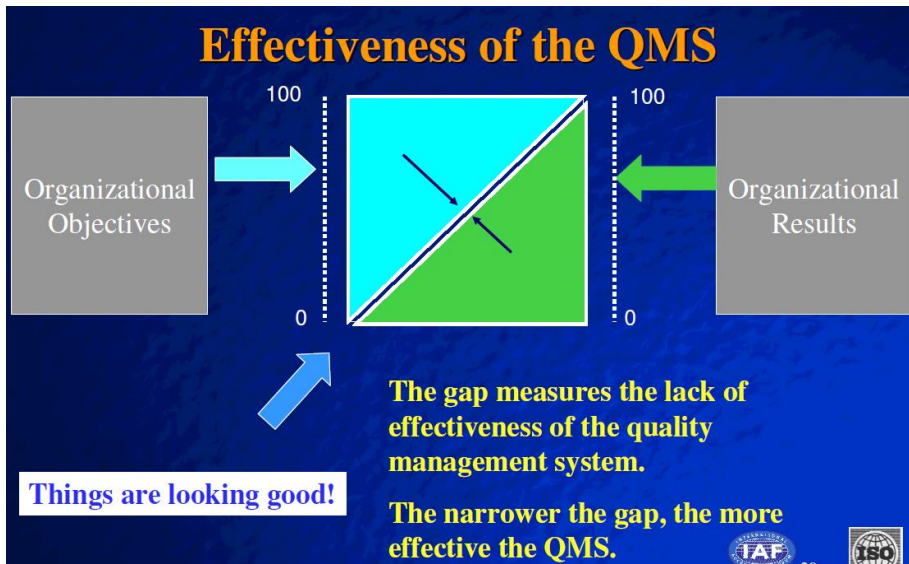 Effectiveness of the QMS
100
100
Organizational
Objectives
Organizational
Results
0
0
The gap measures the lack of
effectiveness of the quality
management system.
Things are looking good!
The narrower the gap, the more
effective the QMS.
IAF
ISO